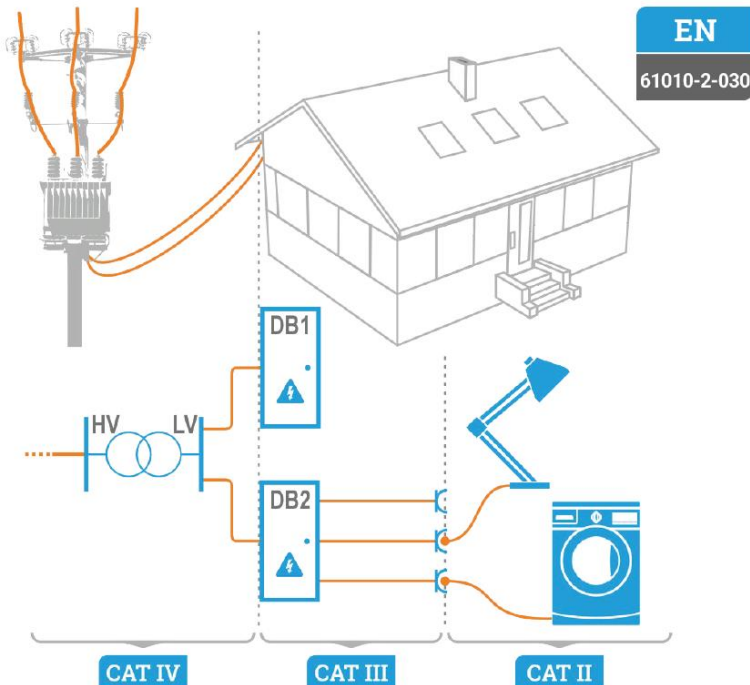 EN
61010-2-030
DB1
HV
LV
DB2
CAT IV
CAT III
CAT II